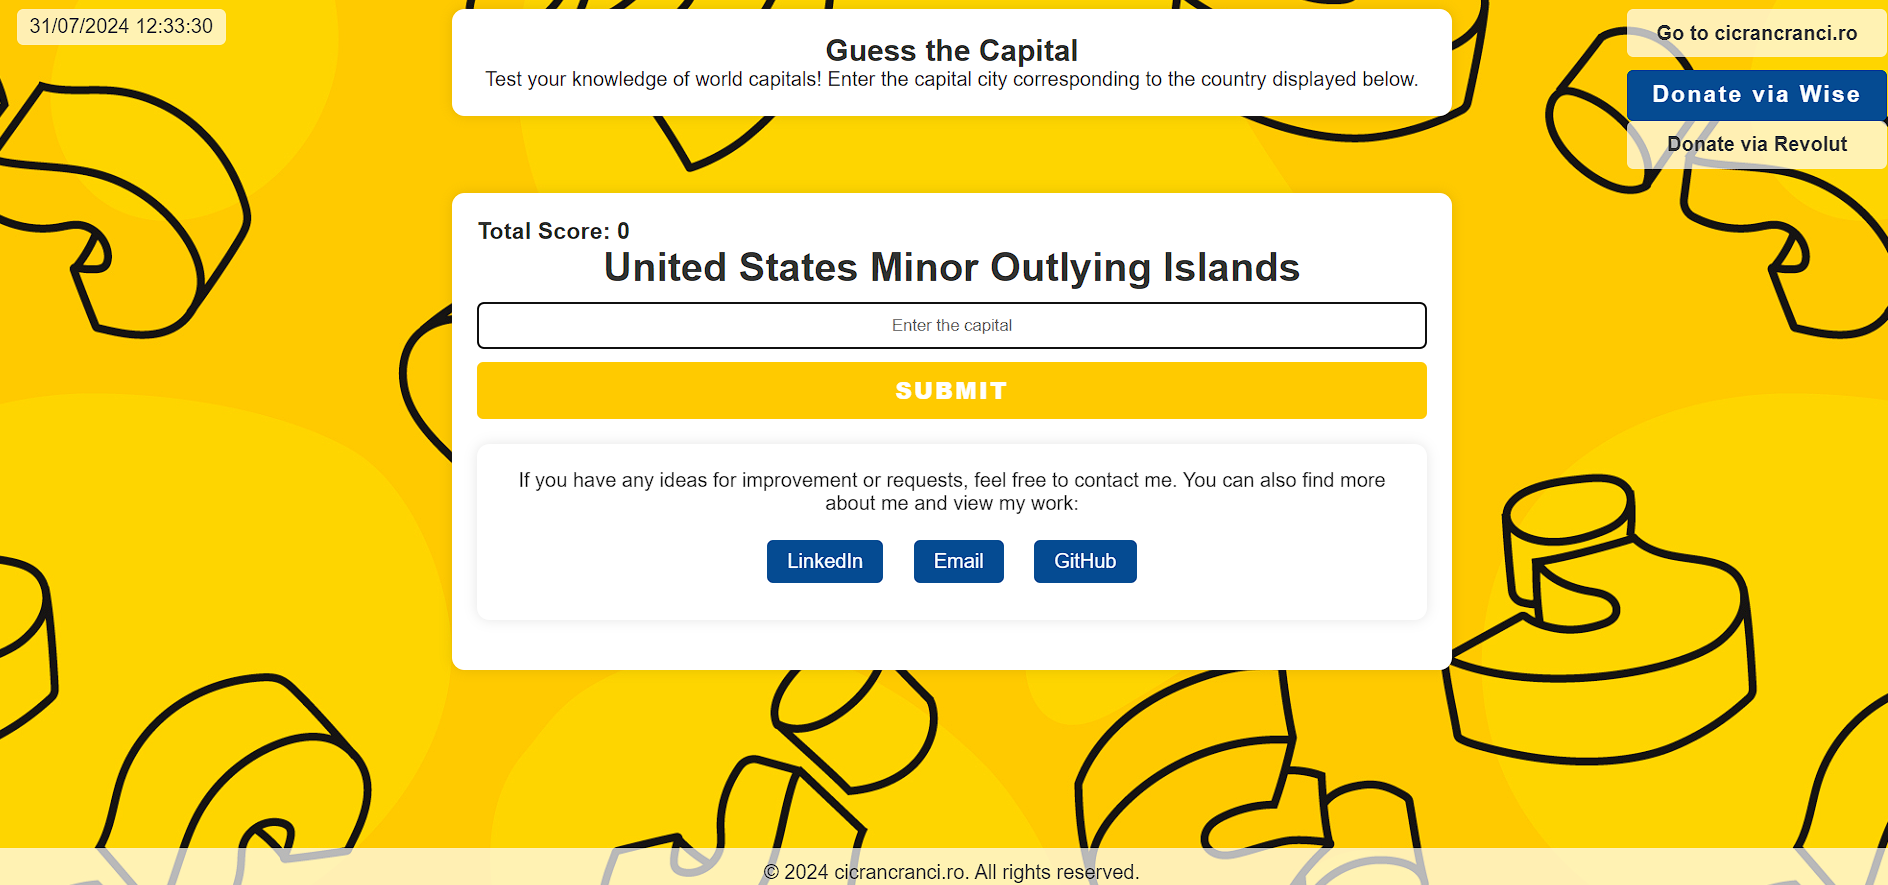 31/07/2024 12:33:30
Guess the Capital
Test your knowledge of world capitals! Enter the capital city corresponding to the country displayed below.
Go to cicrancranci.ro
Donate via Wise
Donate via Revolut
Total Score: 0
United States Minor Outlying Islands
Enter the capital
SUBMIT
If you have any ideas for improvement or requests, feel free to contact me. You can also find more
about me and view my work:
LinkedIn
Email
GitHub
© 2024 cicrancranci.ro. All rights reserved.